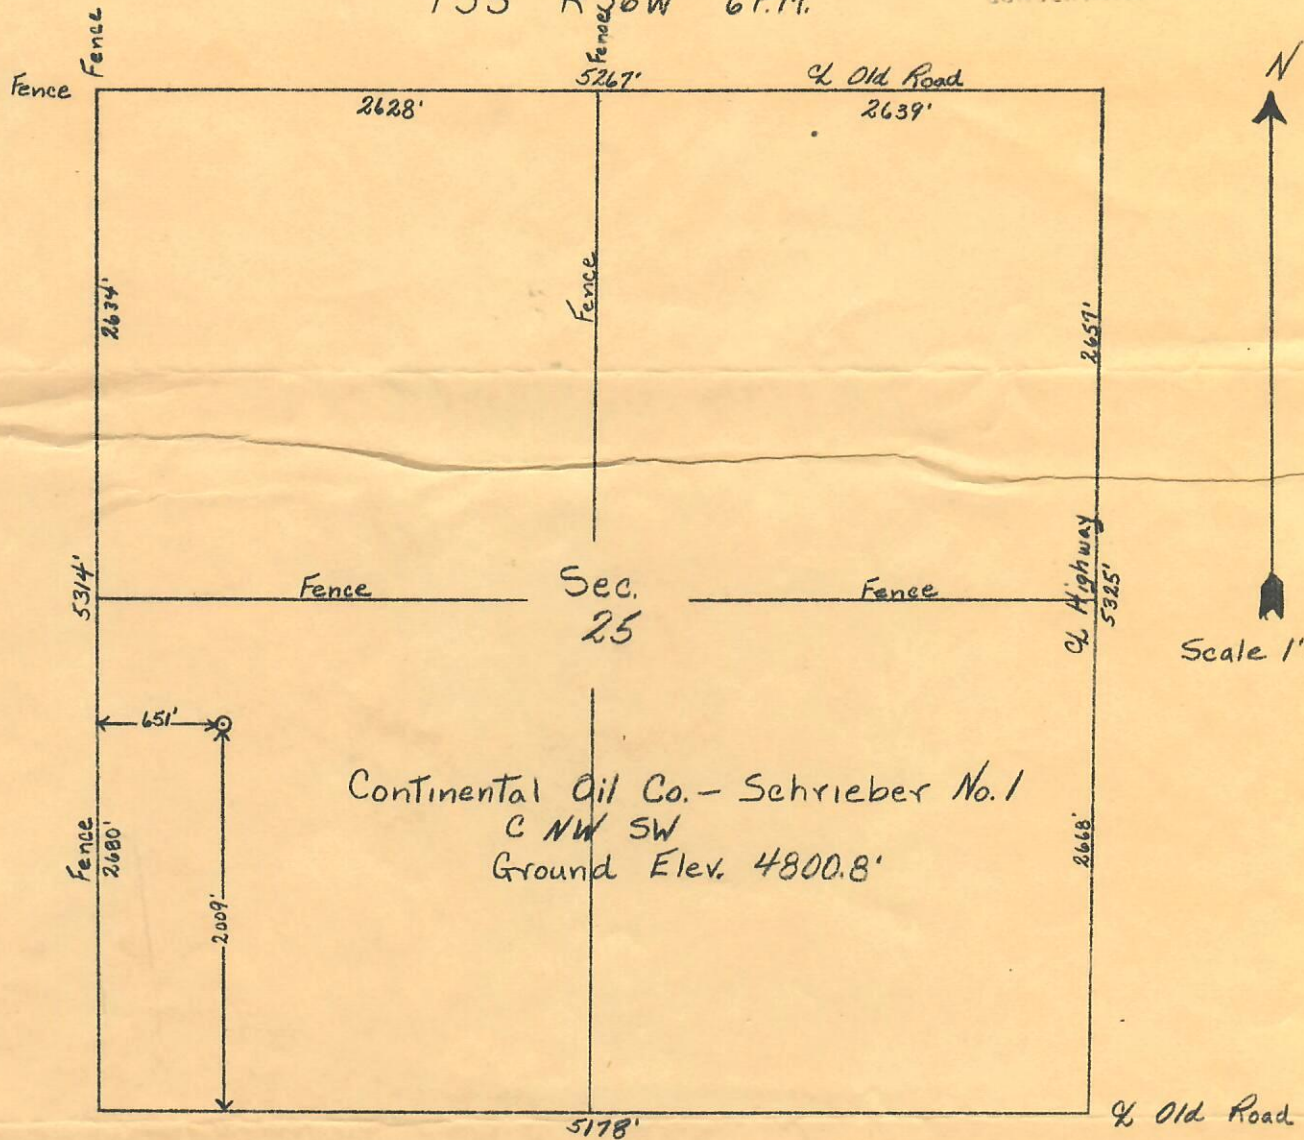 Fence
Fence
Fence
5267'
℄ Old Road
2628'
2639'
N
2634'
Fence
2657'
5314'
Fence
Sec.
25
Fence
℄ Highway
5325'
Scale 1"
651'
Continental Oil Co. – Schrieber No. 1
C NW SW
Ground Elev. 4800.8'
Fence
2680'
2009'
2668'
5178'
℄ Old Road